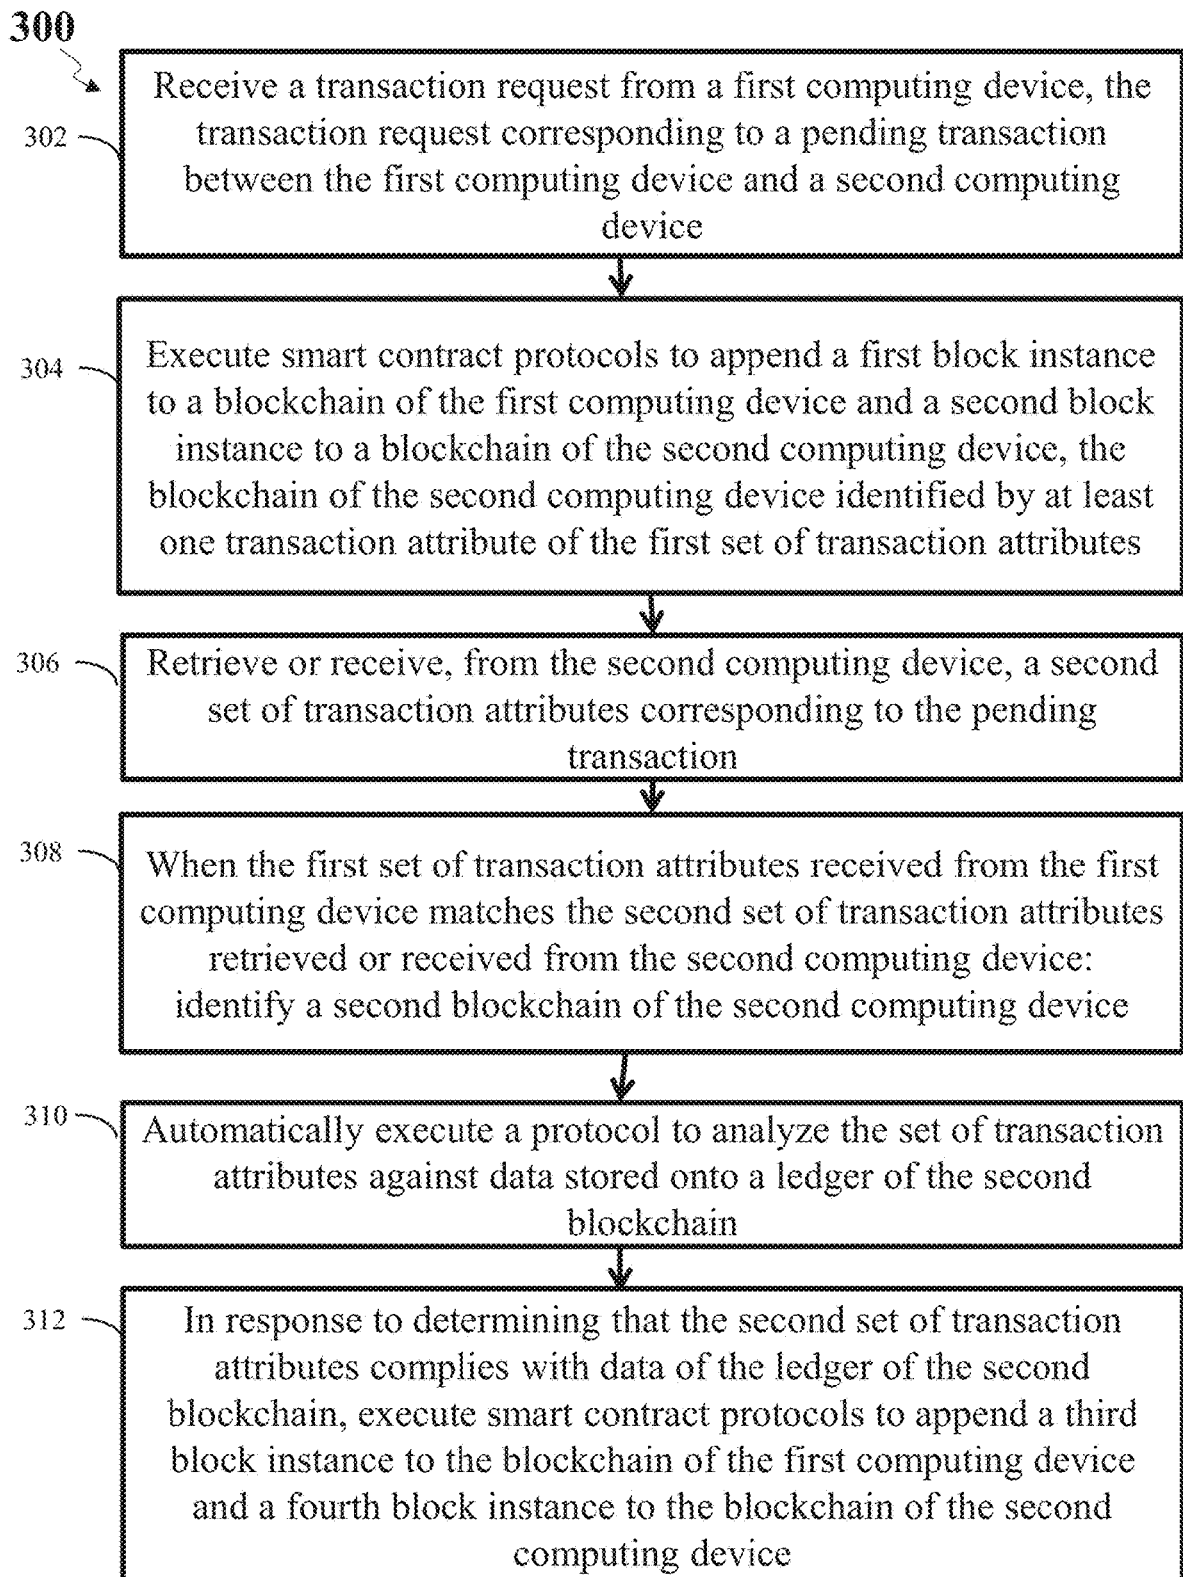 300
302
Receive a transaction request from a first computing device, the
transaction request corresponding to a pending transaction
between the first computing device and a second computing
device
304
Execute smart contract protocols to append a first block instance
to a blockchain of the first computing device and a second block
instance to a blockchain of the second computing device, the
blockchain of the second computing device identified by at least
one transaction attribute of the first set of transaction attributes
306
Retrieve or receive, from the second computing device, a second
set of transaction attributes corresponding to the pending
transaction
308
When the first set of transaction attributes received from the first
computing device matches the second set of transaction attributes
retrieved or received from the second computing device:
identify a second blockchain of the second computing device
310
Automatically execute a protocol to analyze the set of transaction
attributes against data stored onto a ledger of the second
blockchain
312
In response to determining that the second set of transaction
attributes complies with data of the ledger of the second
blockchain, execute smart contract protocols to append a third
block instance to the blockchain of the first computing device
and a fourth block instance to the blockchain of the second
computing device